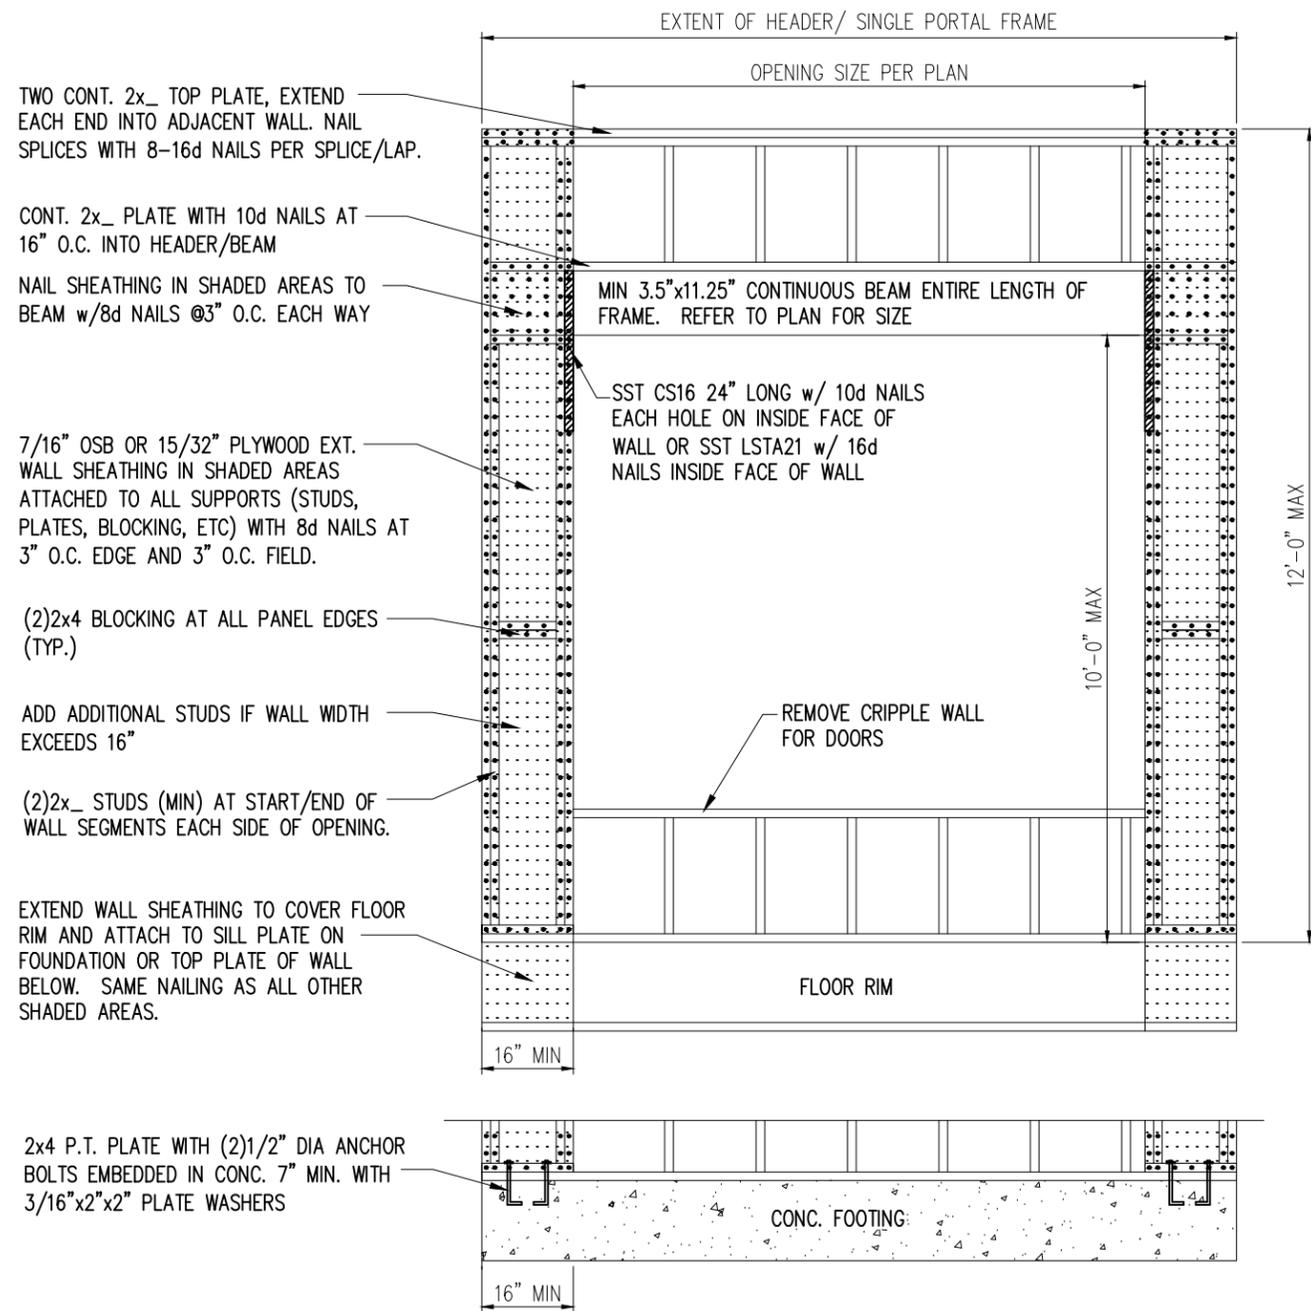 EXTENT OF HEADER/ SINGLE PORTAL FRAME
OPENING SIZE PER PLAN
TWO CONT. 2x_ TOP PLATE, EXTEND
EACH END INTO ADJACENT WALL. NAIL
SPLICES WITH 8-16d NAILS PER SPLICE/LAP.
CONT. 2x_ PLATE WITH 10d NAILS AT
16" O.C. INTO HEADER/BEAM
NAIL SHEATHING IN SHADED AREAS TO
BEAM w/8d NAILS @3" O.C. EACH WAY
MIN 3.5"x11.25" CONTINUOUS BEAM ENTIRE LENGTH OF
FRAME. REFER TO PLAN FOR SIZE
SST CS16 24" LONG w/ 10d NAILS
EACH HOLE ON INSIDE FACE OF
WALL OR SST LSTA21 w/ 16d
NAILS INSIDE FACE OF WALL
7/16" OSB OR 15/32" PLYWOOD EXT.
WALL SHEATHING IN SHADED AREAS
ATTACHED TO ALL SUPPORTS (STUDS,
PLATES, BLOCKING, ETC) WITH 8d NAILS AT
3" O.C. EDGE AND 3" O.C. FIELD.
12'-0" MAX
10'-0" MAX
(2)2x4 BLOCKING AT ALL PANEL EDGES
(TYP.)
ADD ADDITIONAL STUDS IF WALL WIDTH
EXCEEDS 16"
REMOVE CRIPPLE WALL
FOR DOORS
(2)2x_ STUDS (MIN) AT START/END OF
WALL SEGMENTS EACH SIDE OF OPENING.
EXTEND WALL SHEATHING TO COVER FLOOR
RIM AND ATTACH TO SILL PLATE ON
FOUNDATION OR TOP PLATE OF WALL
BELOW. SAME NAILING AS ALL OTHER
SHADED AREAS.
FLOOR RIM
16" MIN
2x4 P.T. PLATE WITH (2)1/2" DIA ANCHOR
BOLTS EMBEDDED IN CONC. 7" MIN. WITH
3/16"x2"x2" PLATE WASHERS
CONC. FOOTING
16" MIN